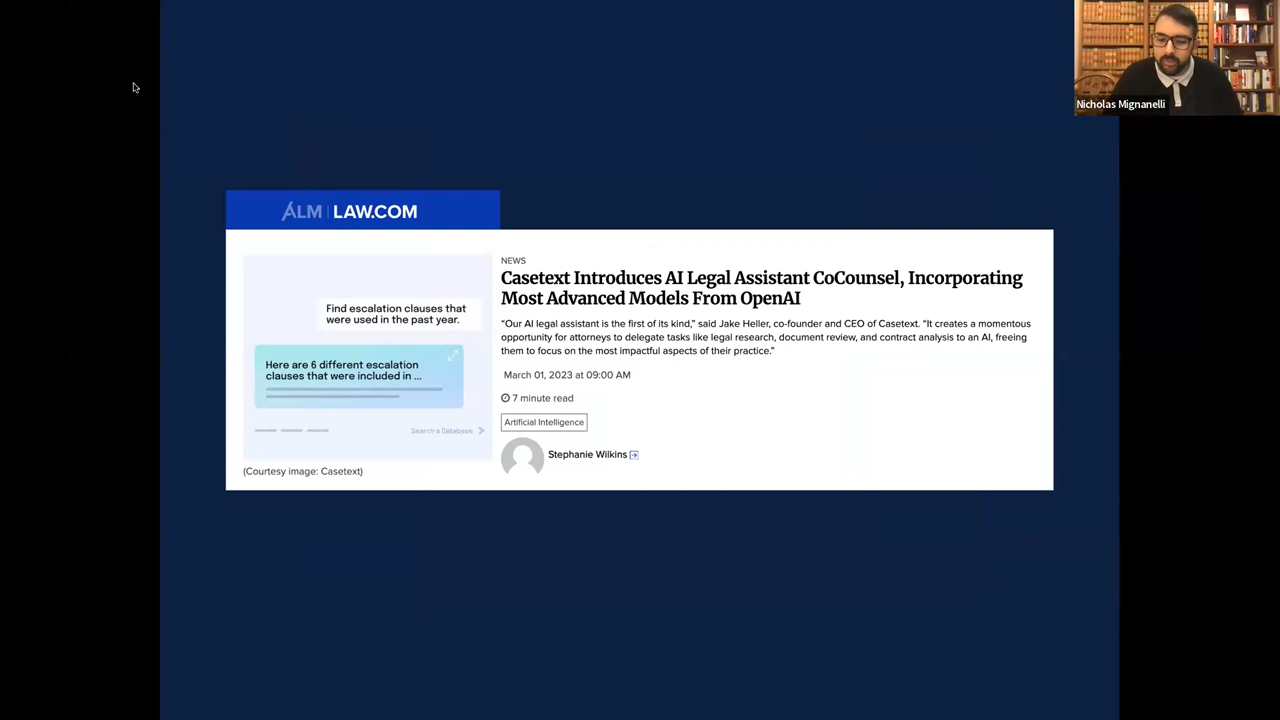 Nicholas Mignanelli
ALM | LAW.COM
Find escalation clauses that
were used in the past year.
Here are 6 different escalation
clauses that were included in ...
Search a Database
(Courtesy image: Casetext)
NEWS
Casetext Introduces AI Legal Assistant CoCounsel, Incorporating
Most Advanced Models From OpenAI
“Our AI legal assistant is the first of its kind,” said Jake Heller, co-founder and CEO of Casetext. “It creates a momentous
opportunity for attorneys to delegate tasks like legal research, document review, and contract analysis to an AI, freeing
them to focus on the most impactful aspects of their practice.”
March 01, 2023 at 09:00 AM
7 minute read
Artificial Intelligence
Stephanie Wilkins